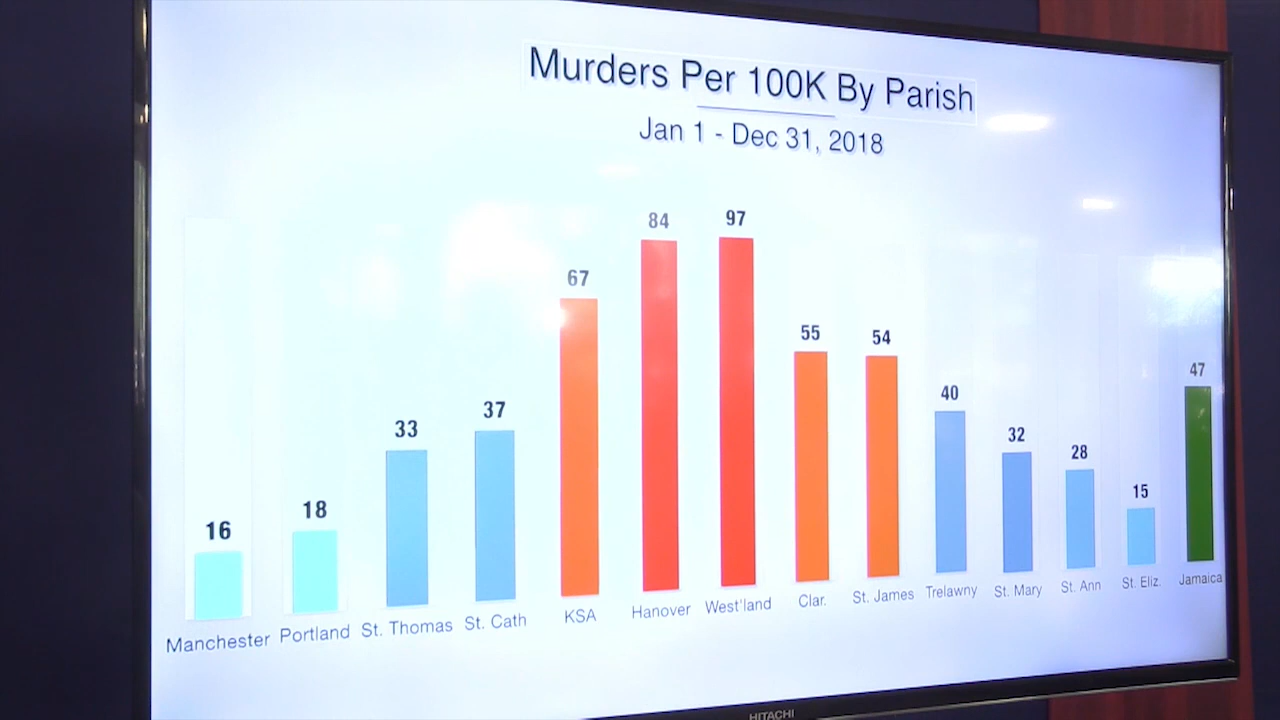 Murders Per 100K By Parish
Jan 1 - Dec 31, 2018
16
18
33
37
67
84
97
55
54
40
32
28
15
47
Manchester
Portland
St. Thomas
St. Cath
KSA
Hanover
West'land
Clar.
St. James
Trelawny
St. Mary
St. Ann
St. Eliz.
Jamaica
HITACHI